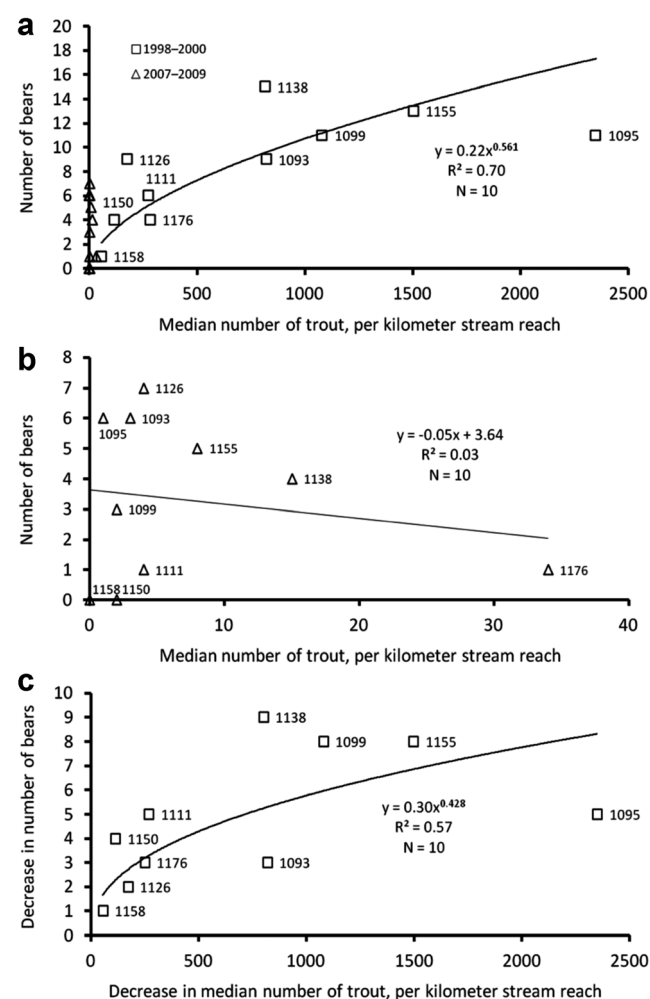 a
20
18
16
14
12
10
8
6
4
2
0
Number of bears
1998–2000
2007–2009
1138
1155
1099
1095
1126
1093
1111
1150
1176
1158
y = 0.22x^0.561
R² = 0.70
N = 10
0 500 1000 1500 2000 2500
Median number of trout, per kilometer stream reach
b
8
7
6
5
4
3
2
1
0
Number of bears
1126
1095
1093
1155
1138
1099
1111
1176
1158 1150
y = -0.05x + 3.64
R² = 0.03
N = 10
0 10 20 30 40
Median number of trout, per kilometer stream reach
c
10
9
8
7
6
5
4
3
2
1
0
Decrease in number of bears
1138
1099
1155
1111
1095
1150
1176
1093
1126
1158
y = 0.30x^0.428
R² = 0.57
N = 10
0 500 1000 1500 2000 2500
Decrease in median number of trout, per kilometer stream reach